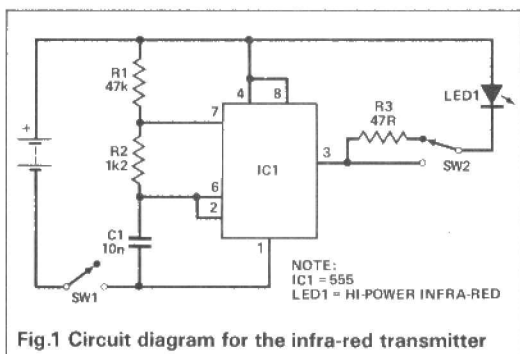 R1
47k
4
8
LED1
R3
47R
7
+
R2
1k2
IC1
3
SW2
6
2
C1
10n
1
SW1
NOTE:
IC1 = 555
LED1 = HI-POWER INFRA-RED
Fig.1 Circuit diagram for the infra-red transmitter